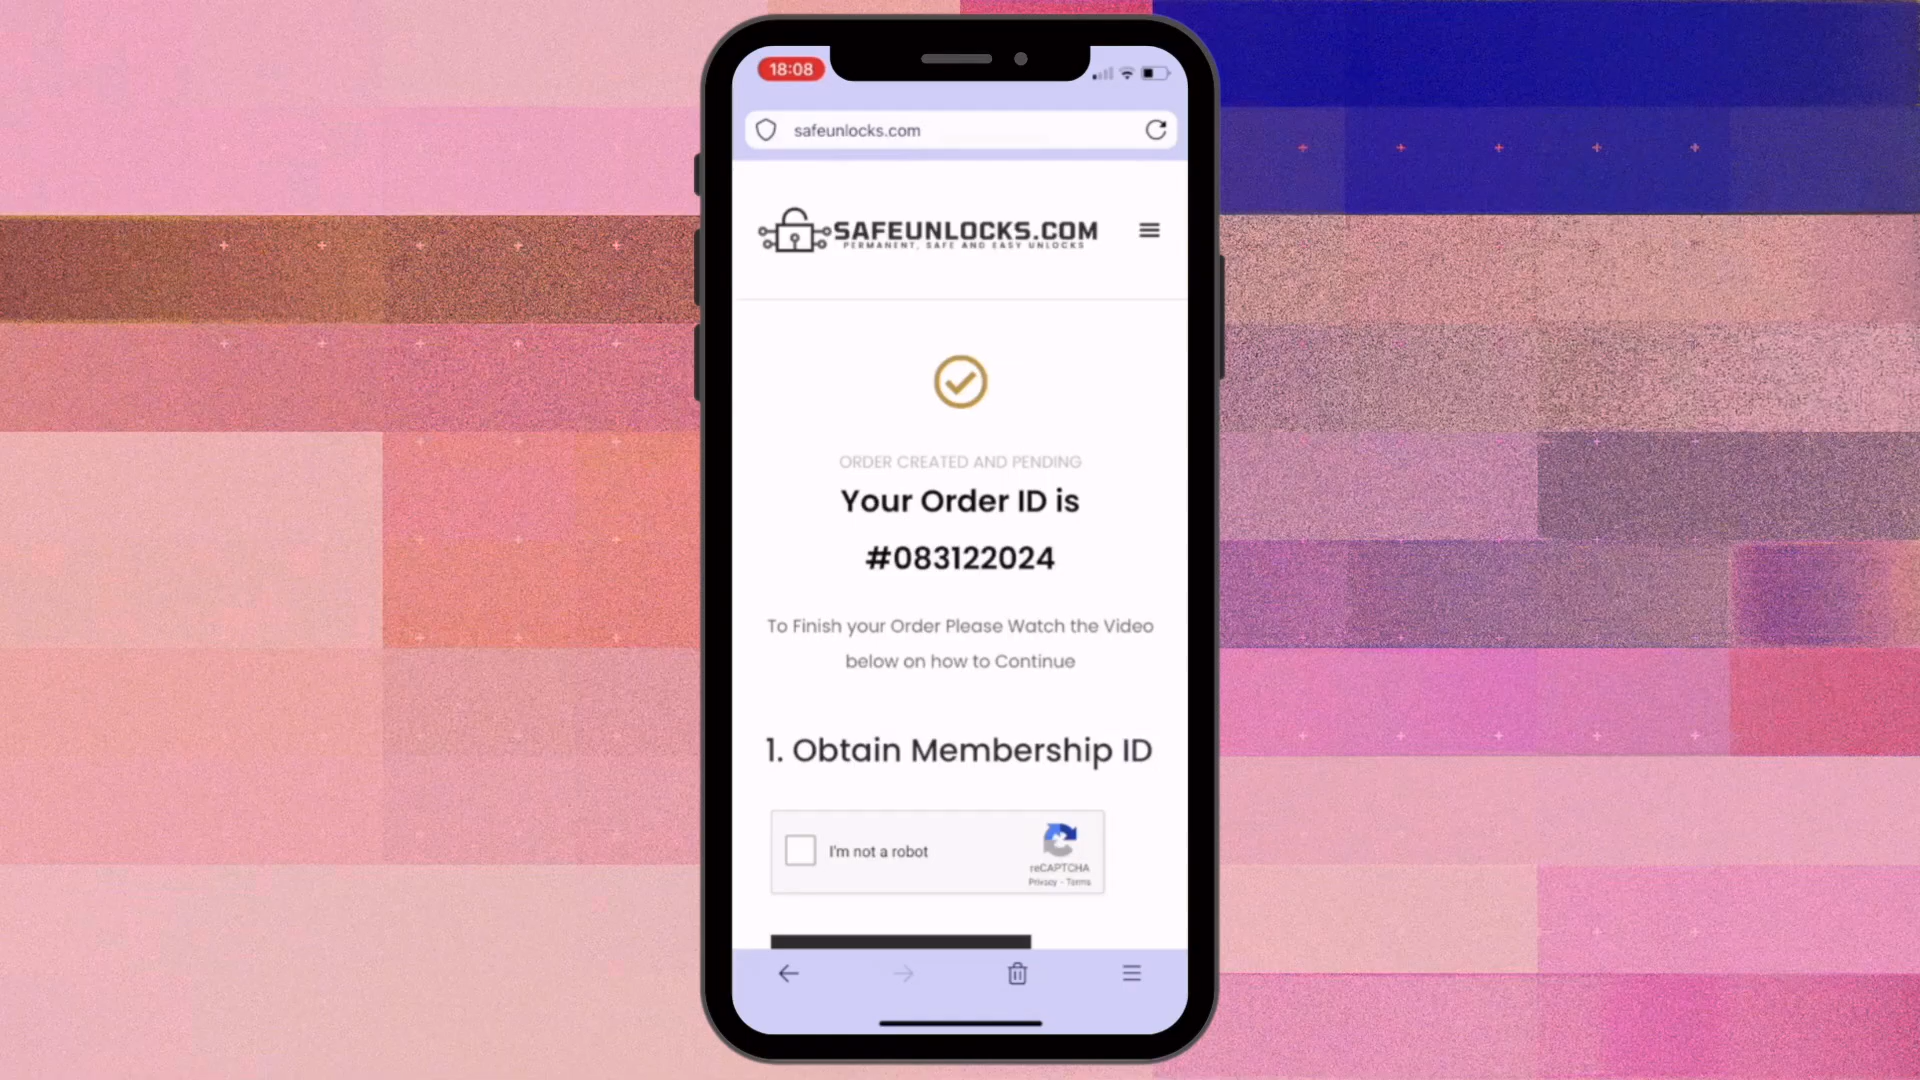 18:08
safeunlocks.com
SAFEUNLOCKS.COM
PERMANENT, SAFE AND EASY UNLOCKS
ORDER CREATED AND PENDING
Your Order ID is
#083122024
To Finish your Order Please Watch the Video
below on how to Continue
1. Obtain Membership ID
I'm not a robot
reCAPTCHA
Privacy - Terms